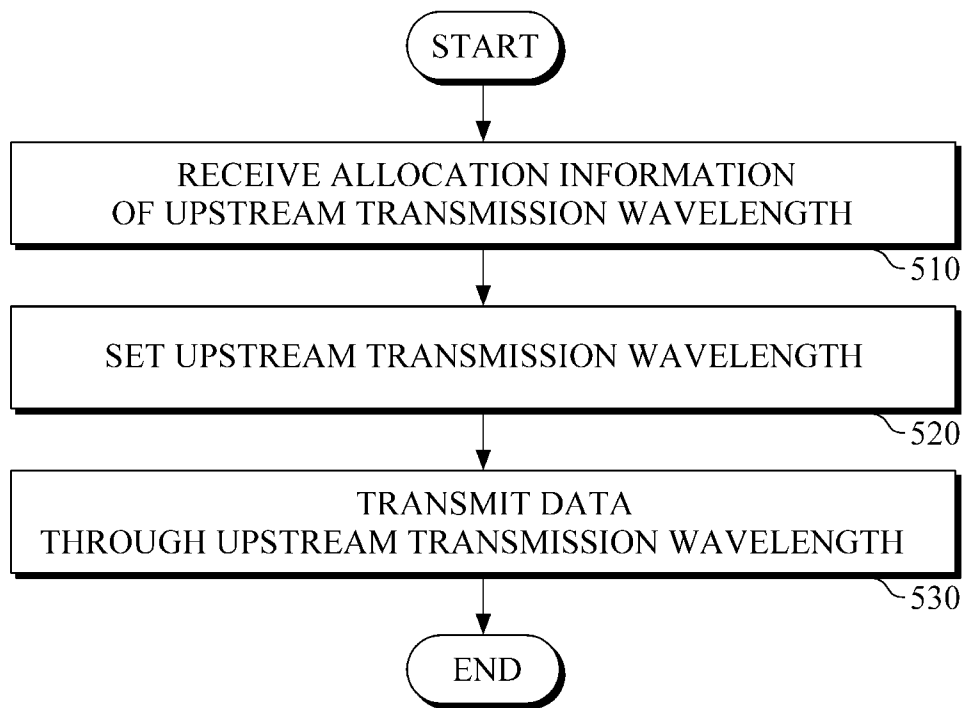 START
RECEIVE ALLOCATION INFORMATION
OF UPSTREAM TRANSMISSION WAVELENGTH
510
SET UPSTREAM TRANSMISSION WAVELENGTH
520
TRANSMIT DATA
THROUGH UPSTREAM TRANSMISSION WAVELENGTH
530
END